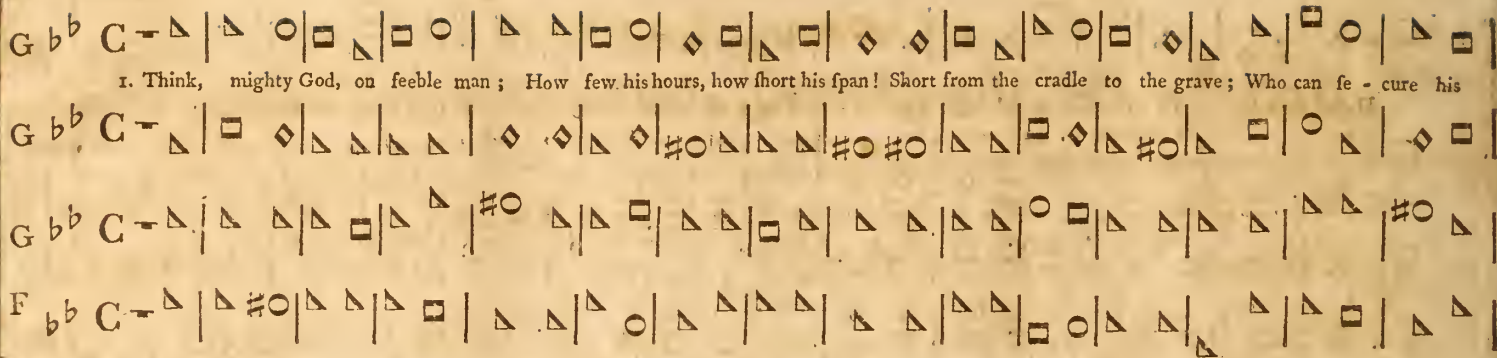 G ♭♭ C
1. Think, mighty God, on feeble man ; How few his hours, how ſhort his ſpan! Short from the cradle to the grave ; Who can ſe - cure his
G ♭♭ C
G ♭♭ C
F ♭♭ C